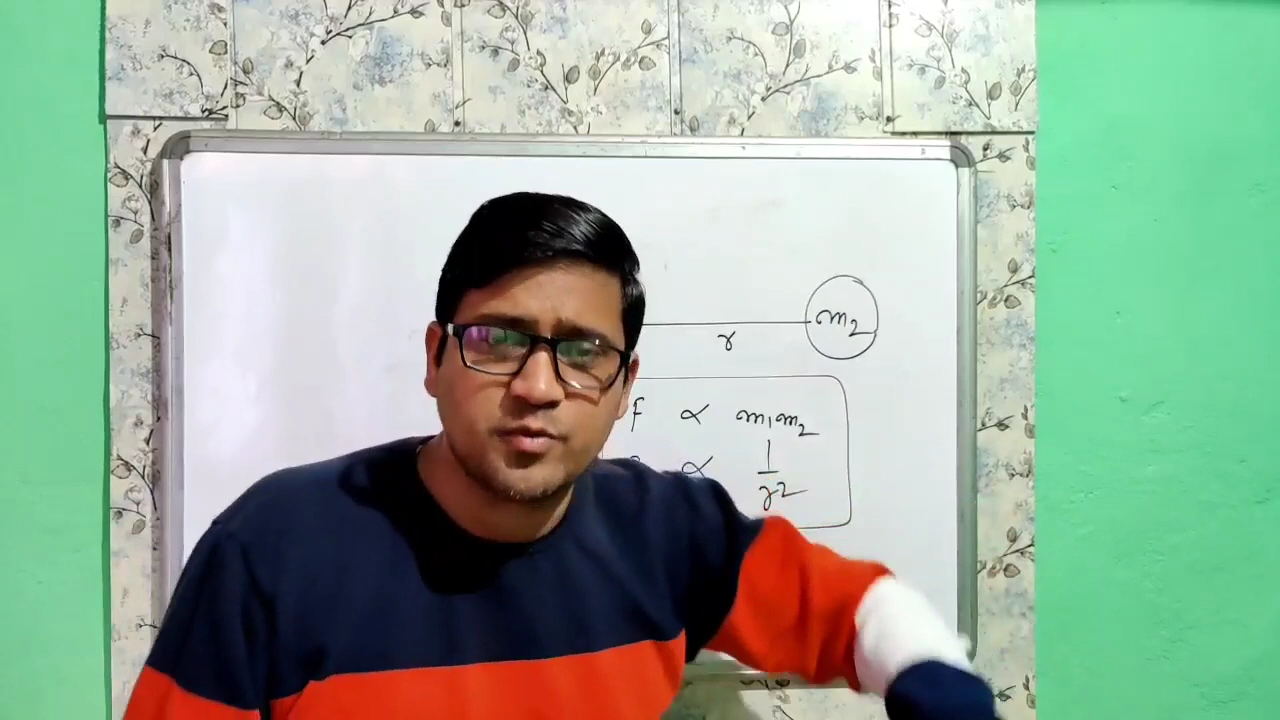 m₂
r
F ∝ m₁m₂
∝ 1/r²